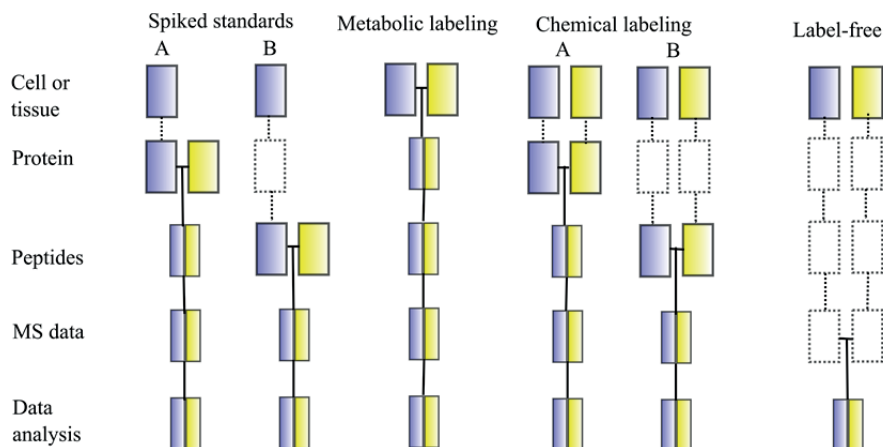 Spiked standards
Metabolic labeling
Chemical labeling
Label-free
A
B
A
B
Cell or
tissue
Protein
Peptides
MS data
Data
analysis